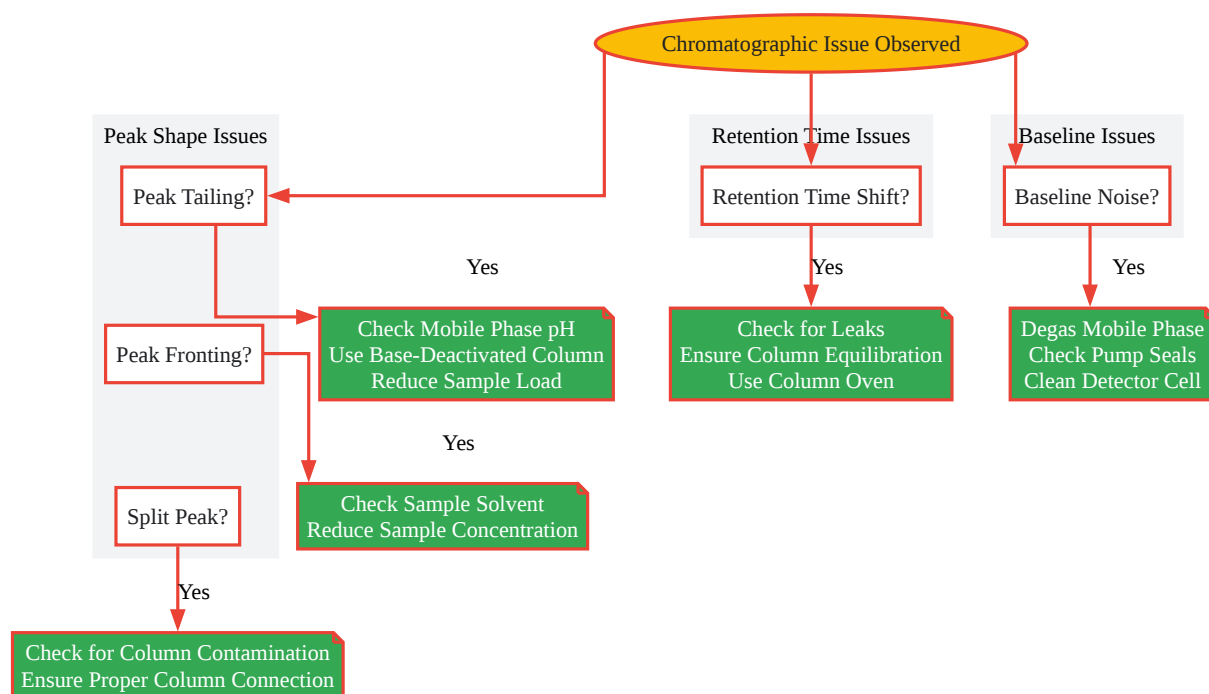 Chromatographic Issue Observed
Peak Shape Issues
Retention Time Issues
Baseline Issues
Peak Tailing?
Retention Time Shift?
Baseline Noise?
Yes
Yes
Yes
Check Mobile Phase pH
Use Base-Deactivated Column
Reduce Sample Load
Check for Leaks
Ensure Column Equilibration
Use Column Oven
Degas Mobile Phase
Check Pump Seals
Clean Detector Cell
Peak Fronting?
Yes
Check Sample Solvent
Reduce Sample Concentration
Split Peak?
Yes
Check for Column Contamination
Ensure Proper Column Connection